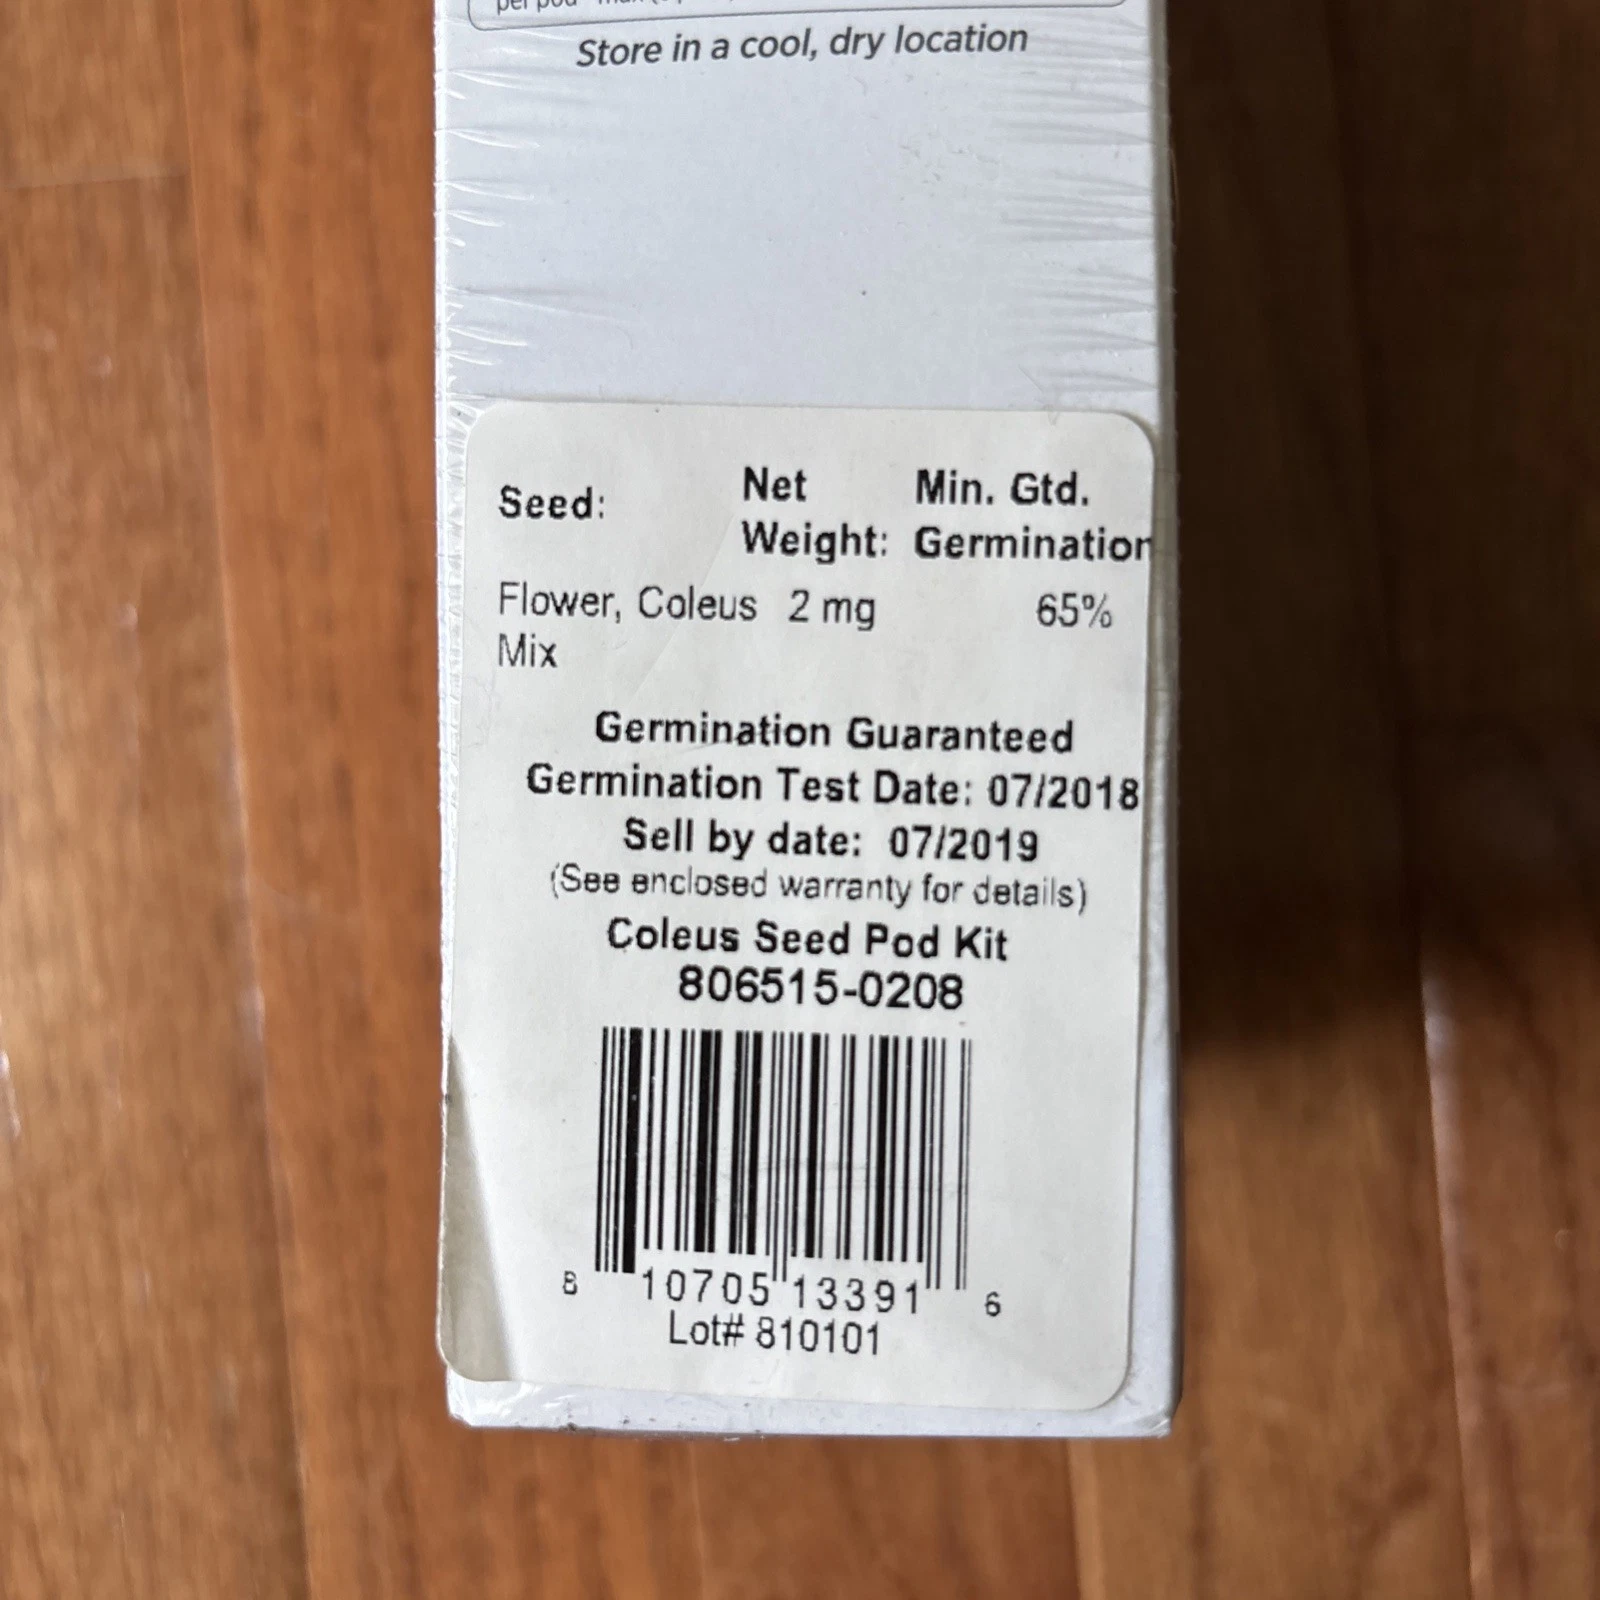 per pod
Store in a cool, dry location
Seed: Net Weight: Min. Gtd. Germination
Flower, Coleus Mix 2 mg 65%
Germination Guaranteed
Germination Test Date: 07/2018
Sell by date: 07/2019
(See enclosed warranty for details)
Coleus Seed Pod Kit
806515-0208
8 10705 13391 6
Lot# 810101